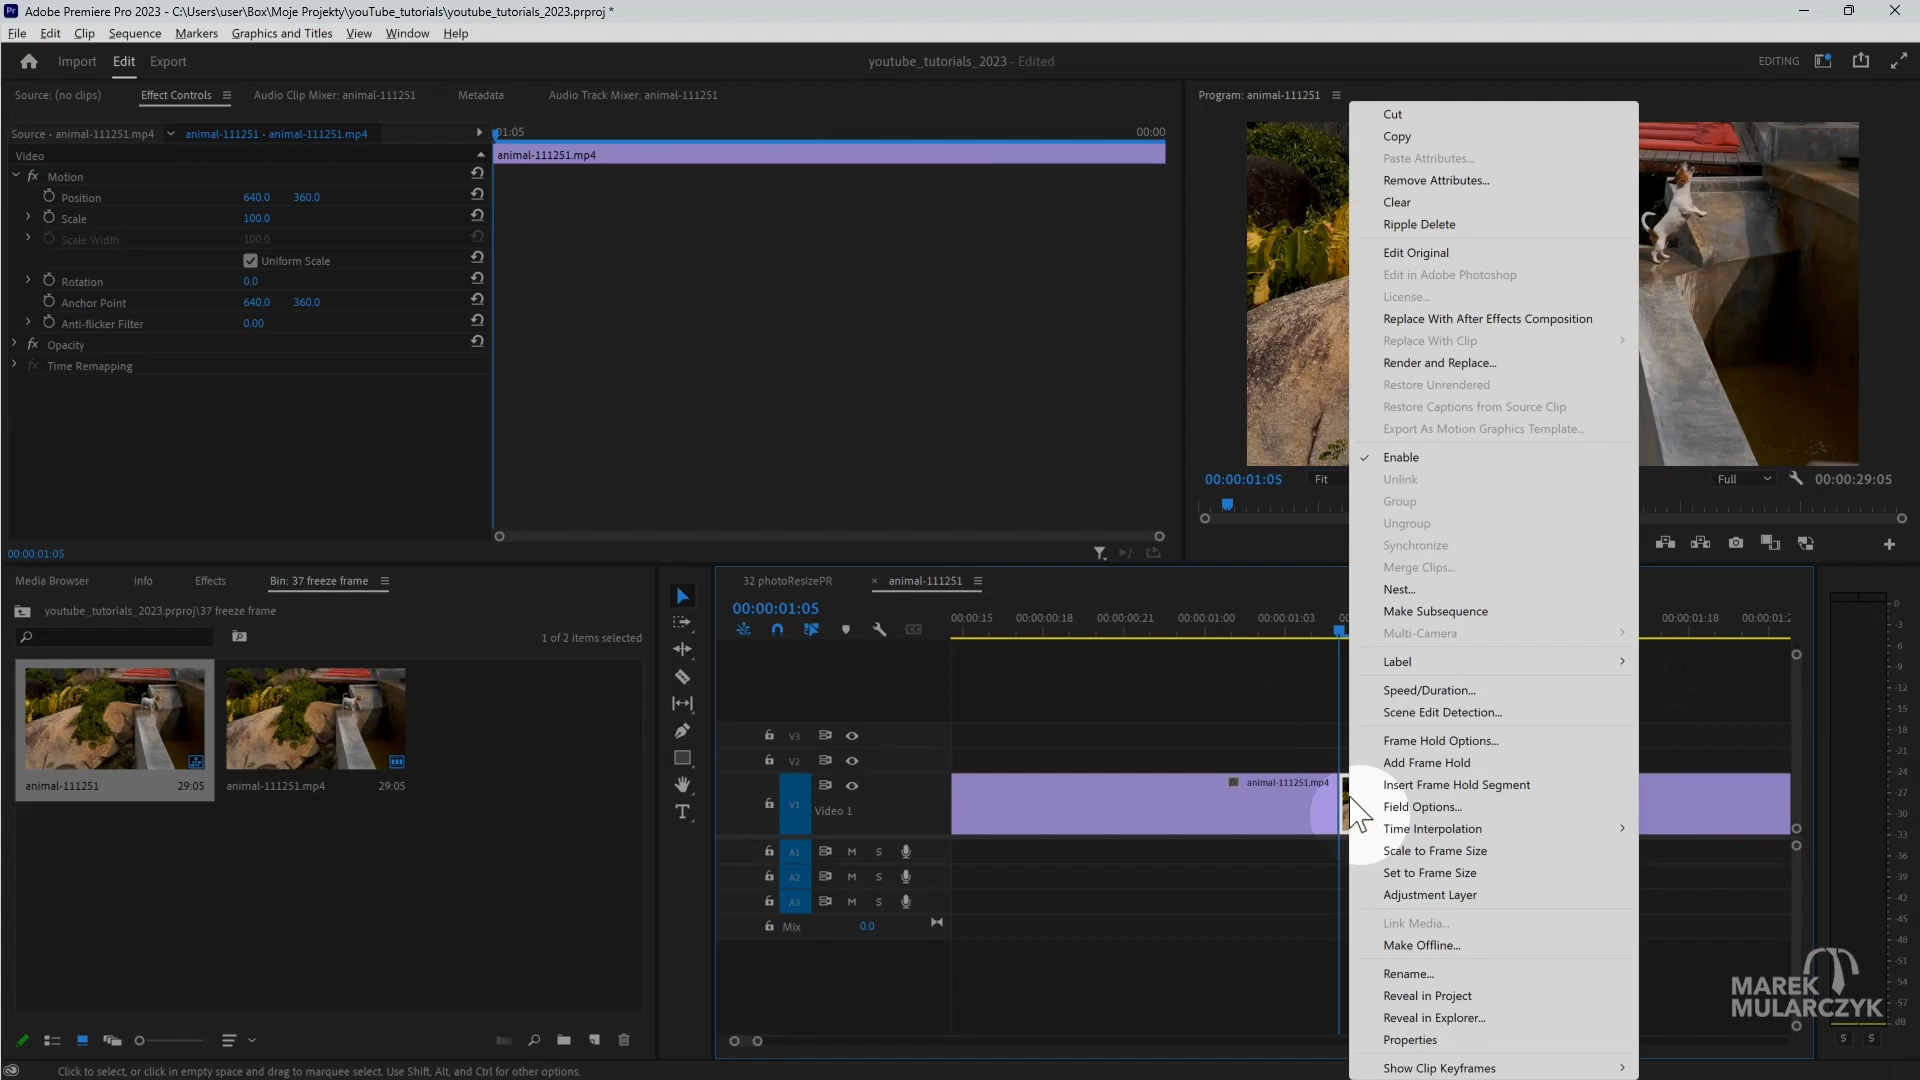 Adobe Premiere Pro 2023 - C:\Users\user\Box\Moje Projekty\youTube_tutorials\youtube_tutorials_2023.prproj *
File Edit Clip Sequence Markers Graphics and Titles View Window Help
Import Edit Export
youtube_tutorials_2023 - Edited
EDITING
Source: (no clips) Effect Controls Audio Clip Mixer: animal-111251 Metadata Audio Track Mixer: animal-111251
Source • animal-111251.mp4 animal-111251 • animal-111251.mp4
01:05 00:00
Video
animal-111251.mp4
fx Motion
Position 640.0 360.0
Scale 100.0
Scale Width 100.0
Uniform Scale
Rotation 0.0
Anchor Point 640.0 360.0
Anti-flicker Filter 0.00
fx Opacity
fx Time Remapping
00:00:01:05
Program: animal-111251
00:00:01:05 Fit
Full 00:00:29:05
Cut
Copy
Paste Attributes...
Remove Attributes...
Clear
Ripple Delete
Edit Original
Edit in Adobe Photoshop
License...
Replace With After Effects Composition
Replace With Clip
Render and Replace...
Restore Unrendered
Restore Captions from Source Clip
Export As Motion Graphics Template...
Enable
Unlink
Group
Ungroup
Synchronize
Merge Clips...
Nest...
Make Subsequence
Multi-Camera
Label
Speed/Duration...
Scene Edit Detection...
Frame Hold Options...
Add Frame Hold
Insert Frame Hold Segment
Field Options...
Time Interpolation
Scale to Frame Size
Set to Frame Size
Adjustment Layer
Link Media...
Make Offline...
Rename...
Reveal in Project
Reveal in Explorer...
Properties
Show Clip Keyframes
Media Browser Info Effects Bin: 37 freeze frame
youtube_tutorials_2023.prproj\37 freeze frame
1 of 2 items selected
animal-111251 29:05
animal-111251.mp4 29:05
32 photoResizePR × animal-111251
00:00:01:05
00:00:15 00:00:00:18 00:00:00:21 00:00:01:00 00:00:01:03
00:00:01:18 00:00:01:2
V3
V2
V1 Video 1
animal-111251.mp4
A1 M S
A2 M S
A3 M S
Mix 0.0
0
-3
-6
-9
-12
-15
-18
-21
-24
-27
-30
-33
-36
-39
-42
-45
-48
-51
-54
-57
dB
S S
MAREK
MULARCZYK
Click to select, or click in empty space and drag to marquee select. Use Shift, Alt, and Ctrl for other options.